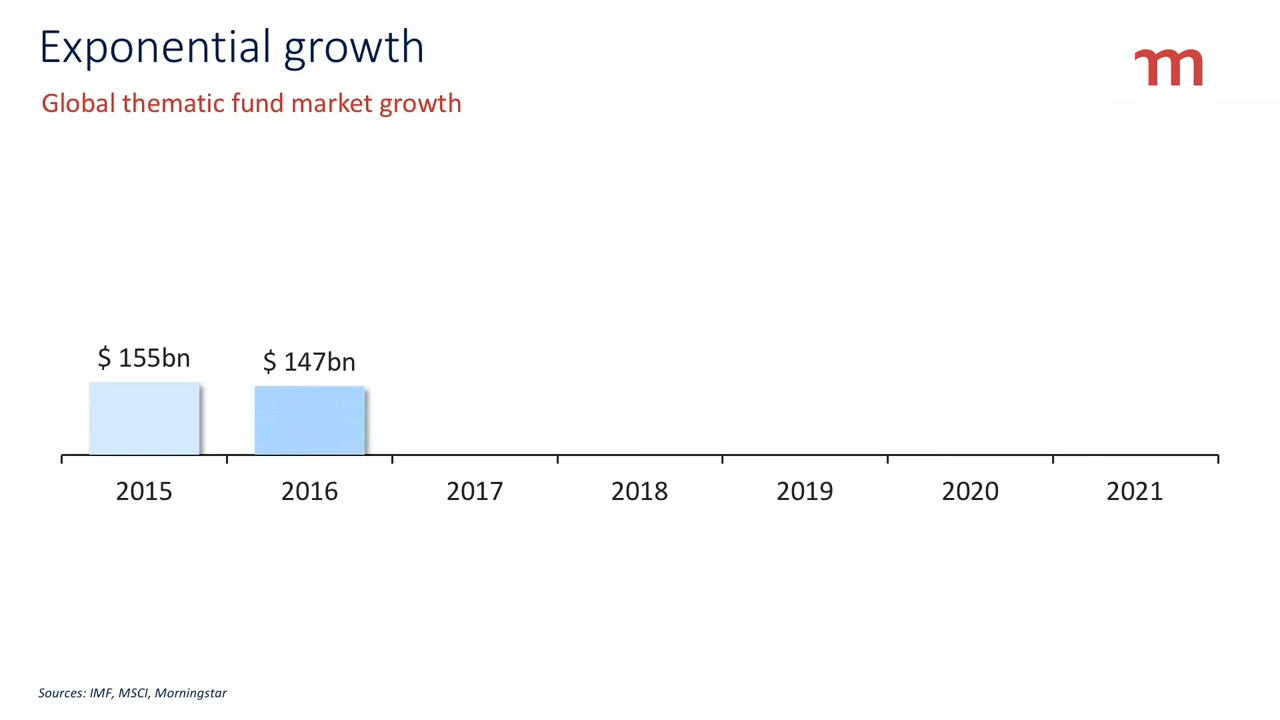 Exponential growth
m
Global thematic fund market growth
$ 155bn
$ 147bn
2015 2016 2017 2018 2019 2020 2021
Sources: IMF, MSCI, Morningstar